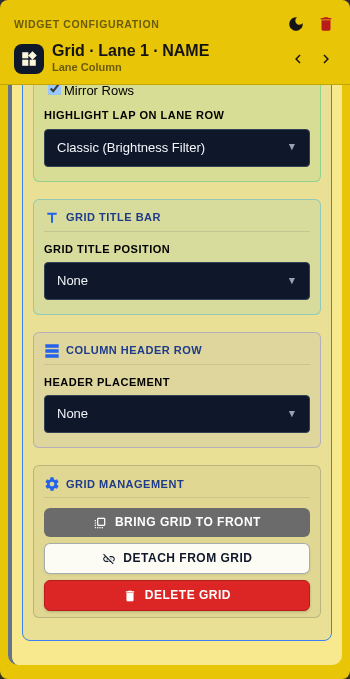 WIDGET CONFIGURATION
Grid · Lane 1 · NAME
Lane Column
Mirror Rows
HIGHLIGHT LAP ON LANE ROW
Classic (Brightness Filter)
GRID TITLE BAR
GRID TITLE POSITION
None
COLUMN HEADER ROW
HEADER PLACEMENT
None
GRID MANAGEMENT
BRING GRID TO FRONT
DETACH FROM GRID
DELETE GRID